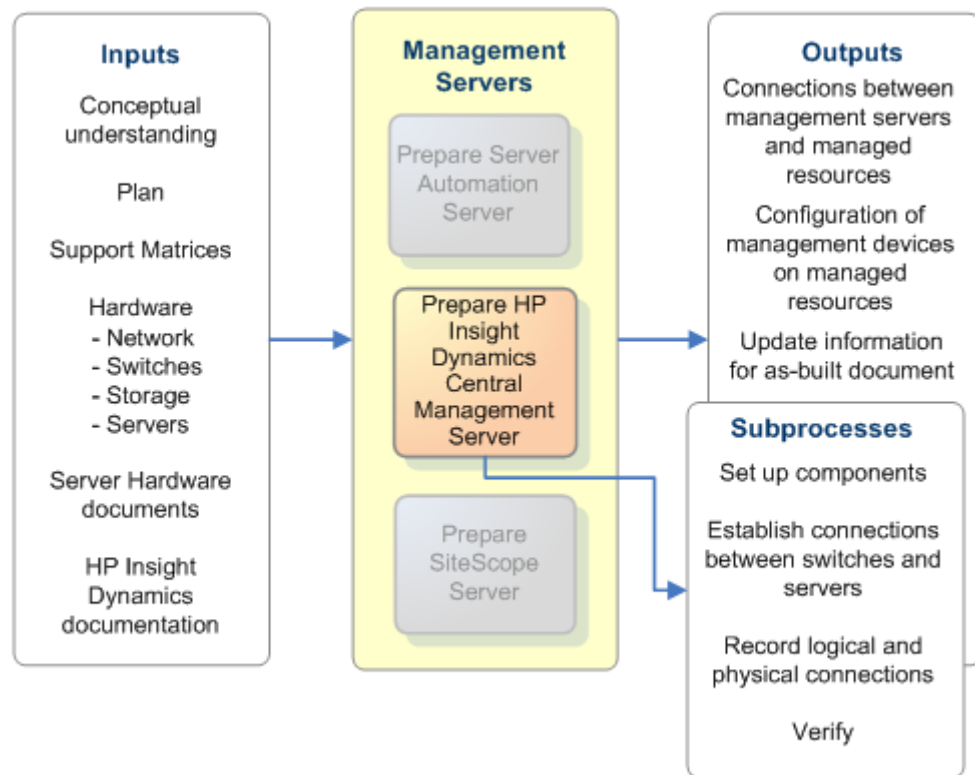 Inputs
Conceptual
understanding
Plan
Support Matrices
Hardware
- Network
- Switches
- Storage
- Servers
Server Hardware
documents
HP Insight
Dynamics
documentation
Management
Servers
Prepare Server
Automation
Server
Prepare HP
Insight
Dynamics
Central
Management
Server
Prepare
SiteScope
Server
Outputs
Connections between
management servers
and managed
resources
Configuration of
management devices
on managed
resources
Update information
for as-built document
Subprocesses
Set up components
Establish connections
between switches and
servers
Record logical and
physical connections
Verify